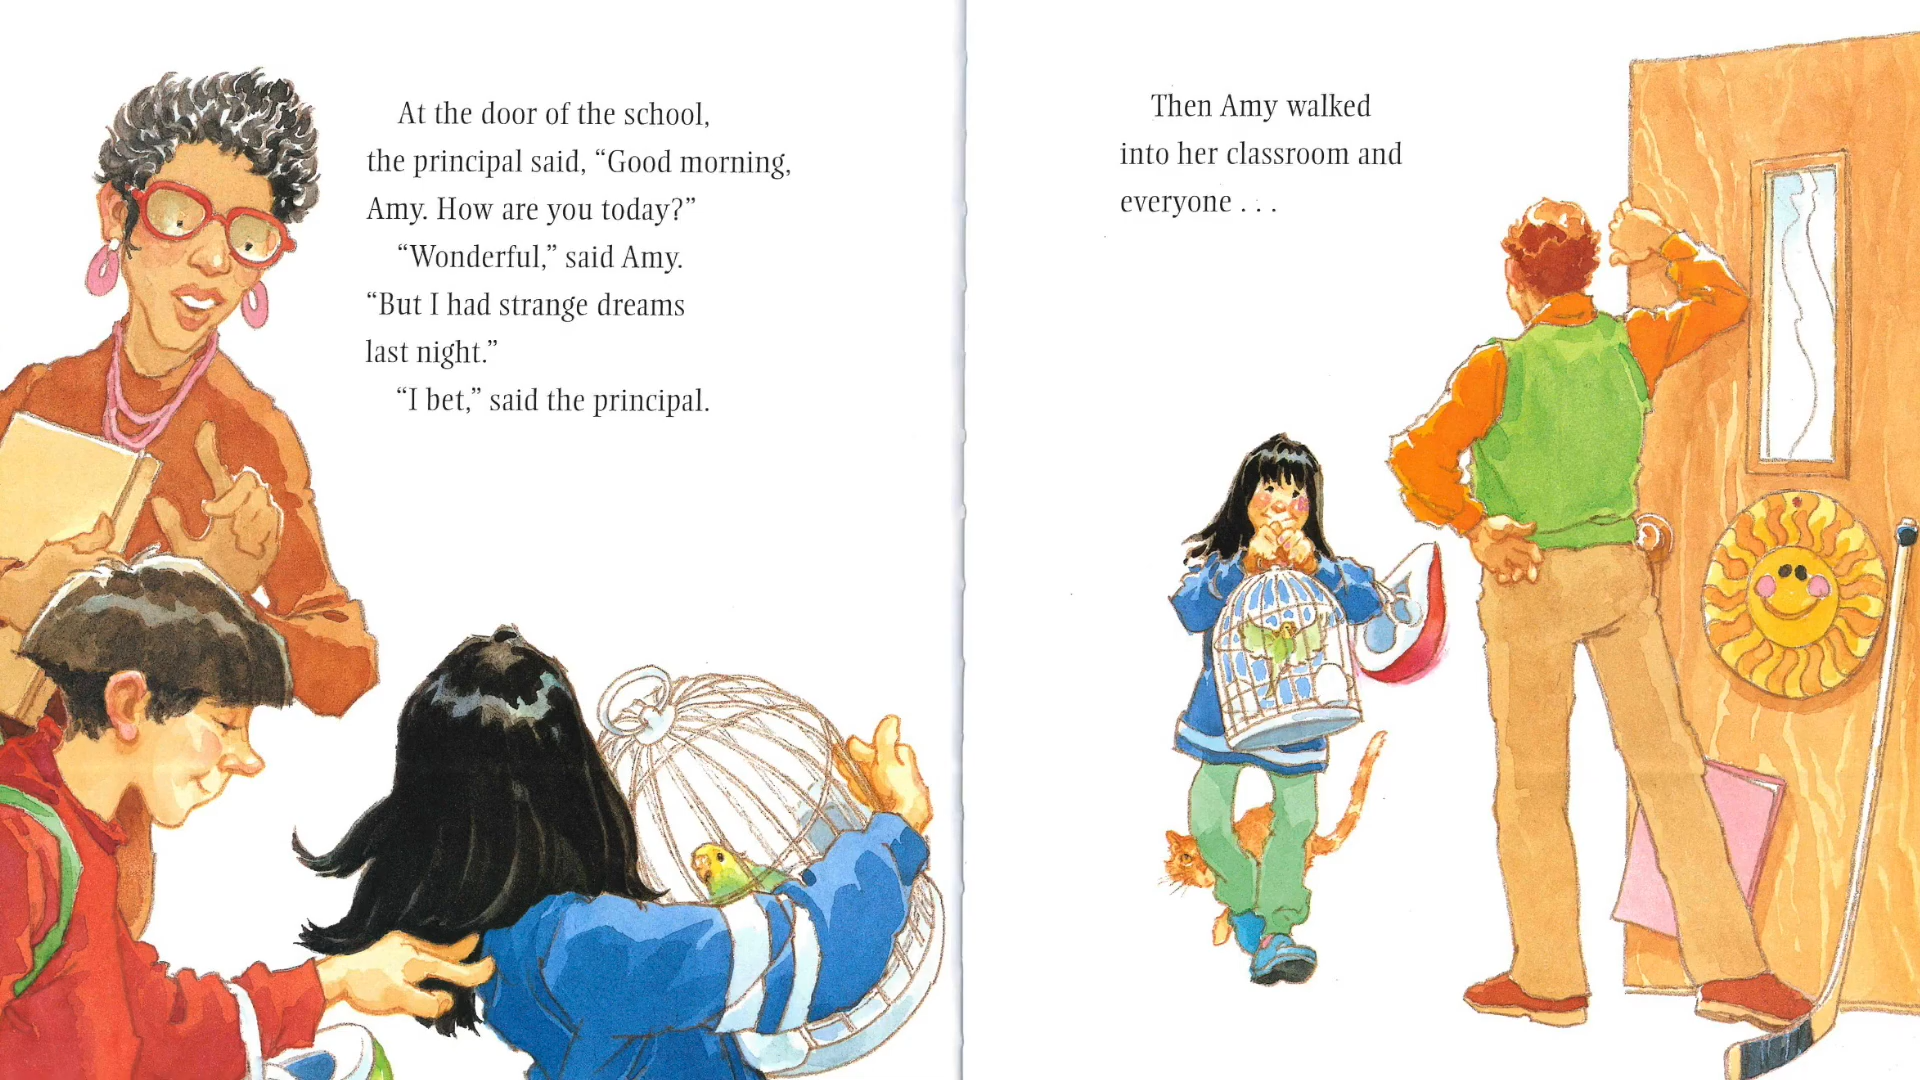 At the door of the school,
the principal said, “Good morning,
Amy. How are you today?”
“Wonderful,” said Amy.
“But I had strange dreams
last night.”
“I bet,” said the principal.
Then Amy walked
into her classroom and
everyone . . .